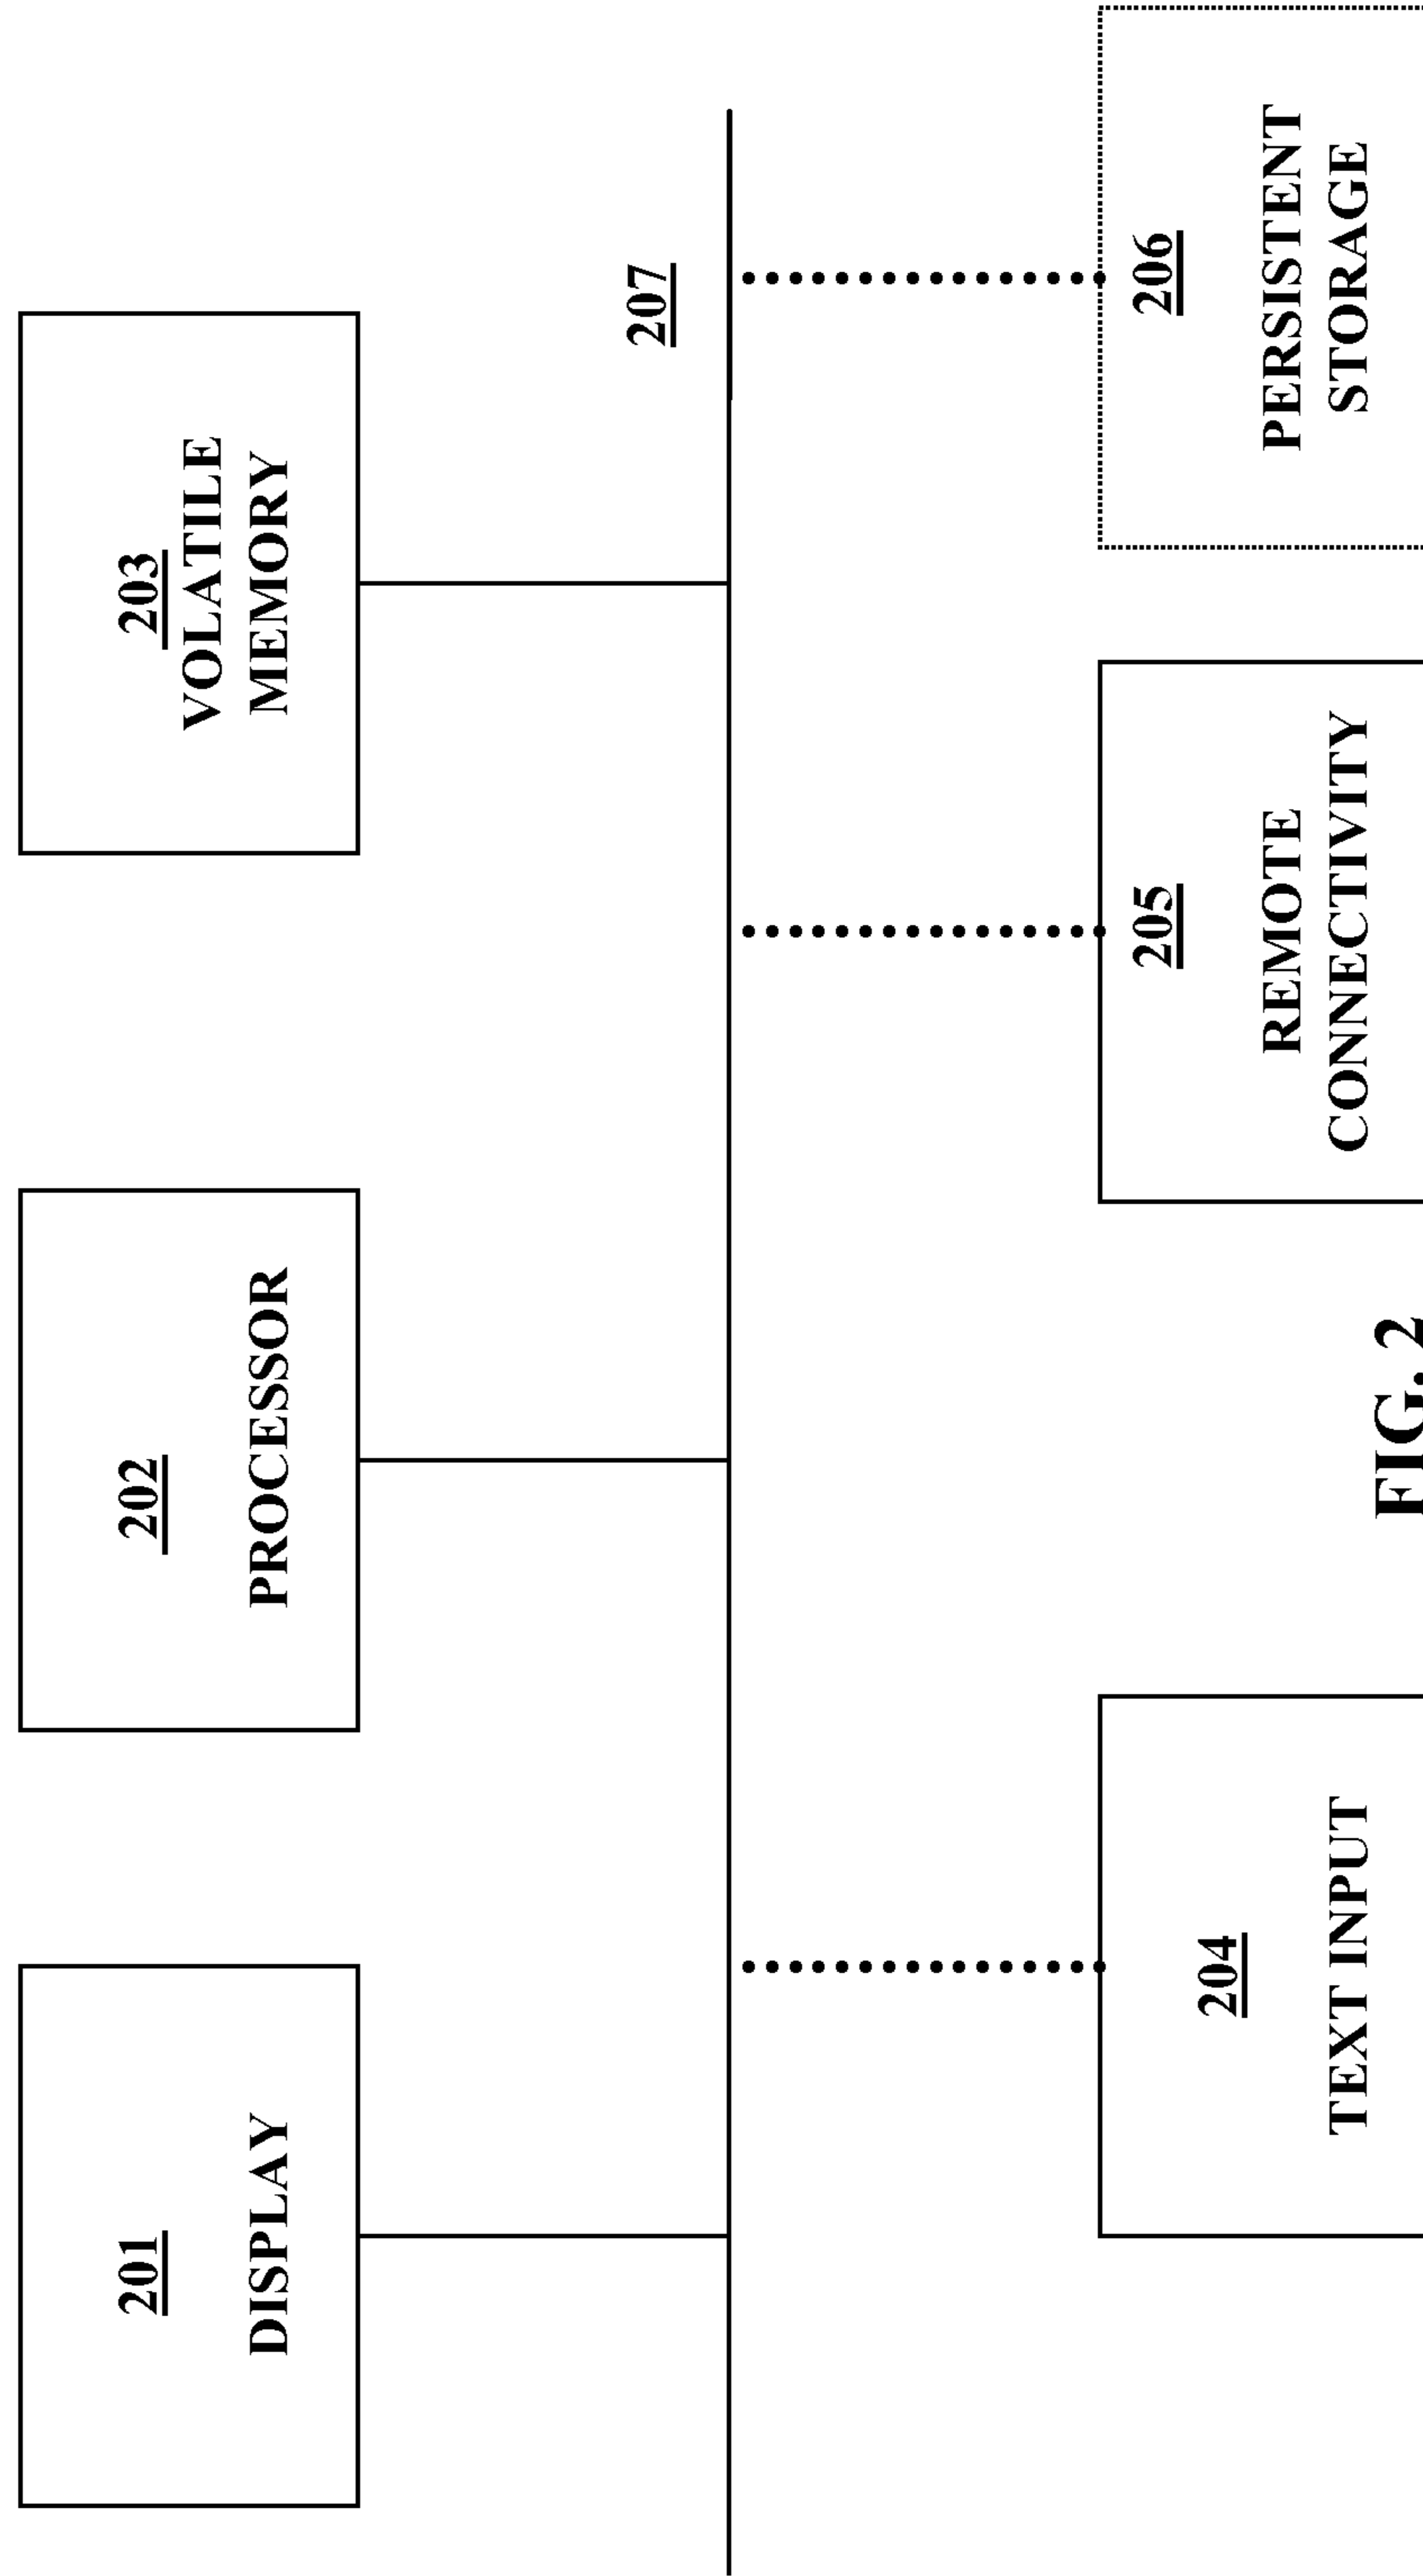 201
DISPLAY
202
PROCESSOR
203
VOLATILE
MEMORY
207
204
TEXT INPUT
205
REMOTE
CONNECTIVITY
206
PERSISTENT
STORAGE
FIG. 2